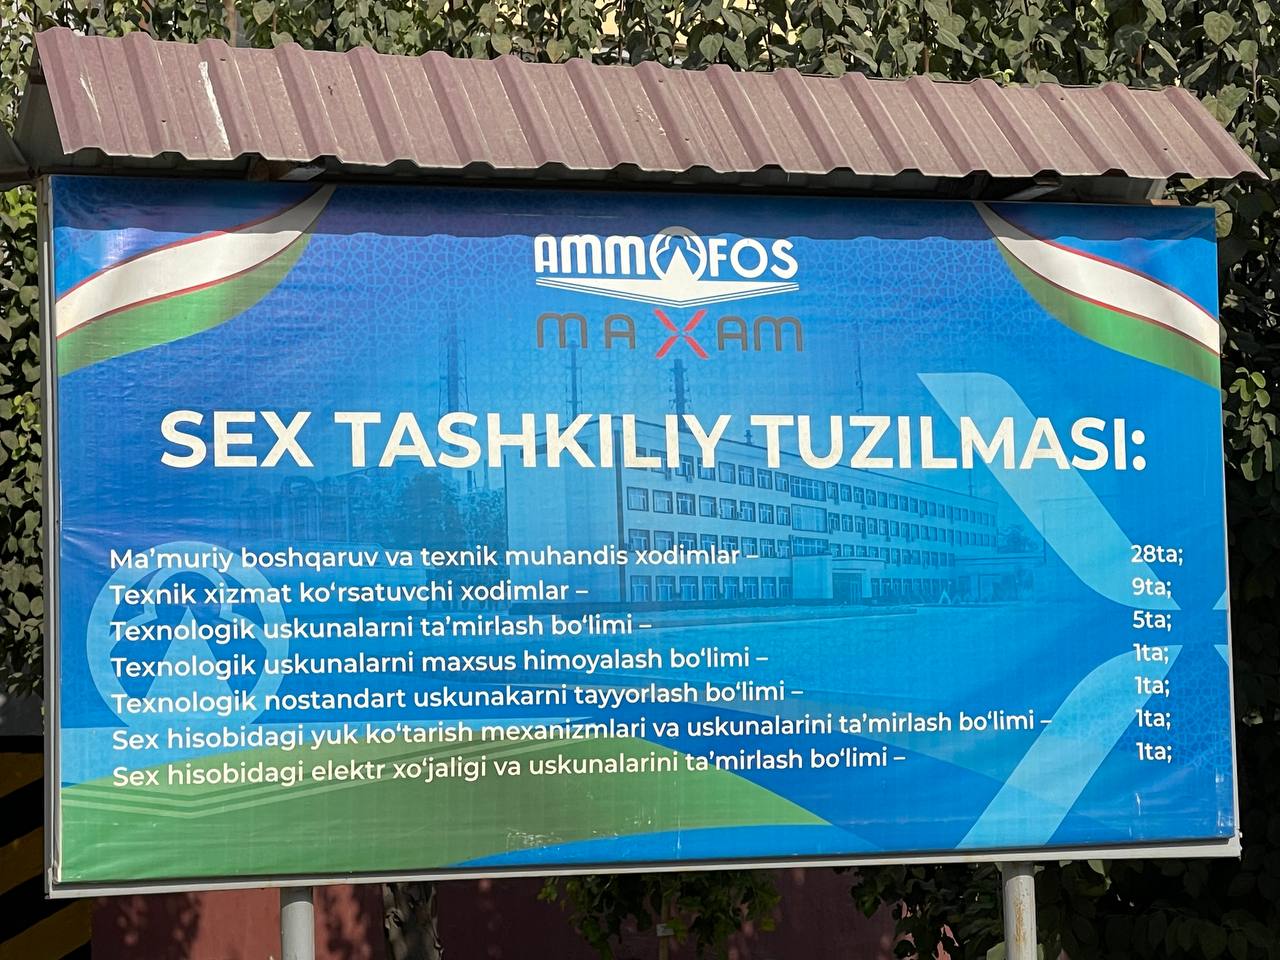 AMMOFOS
MAXAM
SEX TASHKILIY TUZILMASI:
Ma’muriy boshqaruv va texnik muhandis xodimlar – 28ta;
Texnik xizmat ko‘rsatuvchi xodimlar – 9ta;
Texnologik uskunalarni ta’mirlash bo‘limi – 5ta;
Texnologik uskunalarni maxsus himoyalash bo‘limi – 1ta;
Texnologik nostandart uskunakarni tayyorlash bo‘limi – 1ta;
Sex hisobidagi yuk ko‘tarish mexanizmlari va uskunalarini ta’mirlash bo‘limi – 1ta;
Sex hisobidagi elektr xo‘jaligi va uskunalarini ta’mirlash bo‘limi – 1ta;